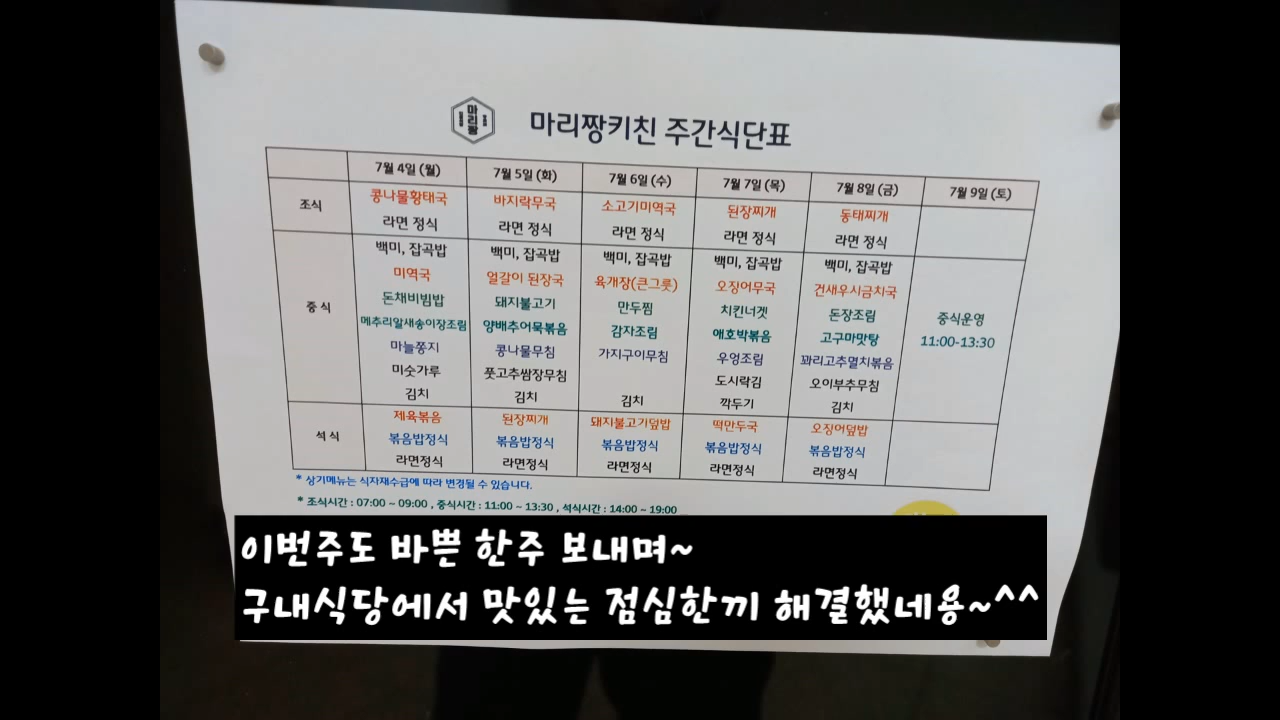 마리짱
마리짱키친 주간식단표
7월 4일 (월) 7월 5일 (화) 7월 6일 (수) 7월 7일 (목) 7월 8일 (금) 7월 9일 (토)
조식 콩나물황태국 바지락무국 소고기미역국 된장찌개 동태찌개
라면 정식 라면 정식 라면 정식 라면 정식 라면 정식
백미, 잡곡밥 백미, 잡곡밥 백미, 잡곡밥 백미, 잡곡밥 백미, 잡곡밥
미역국 얼갈이 된장국 육개장(큰그릇) 오징어무국 건새우시금치국
중식 돈채비빔밥 돼지불고기 만두찜 치킨너겟 돈장조림 중식운영
메추리알새송이장조림 양배추어묵볶음 감자조림 애호박볶음 고구마맛탕 11:00-13:30
마늘쫑지 콩나물무침 가지구이무침 우엉조림 꽈리고추멸치볶음
미숫가루 풋고추쌈장무침 도시락김 오이부추무침
김치 김치 김치 깍두기 김치
제육볶음 된장찌개 돼지불고기덮밥 떡만두국 오징어덮밥
석식 볶음밥정식 볶음밥정식 볶음밥정식 볶음밥정식 볶음밥정식
라면정식 라면정식 라면정식 라면정식 라면정식
* 상기메뉴는 식자재수급에 따라 변경될 수 있습니다.
* 조식시간 : 07:00 ~ 09:00 , 중식시간 : 11:00 ~ 13:30 , 석식시간 : 14:00 ~ 19:00
이번주도 바쁜 한주 보내며~
구내식당에서 맛있는 점심한끼 해결했네용~^^